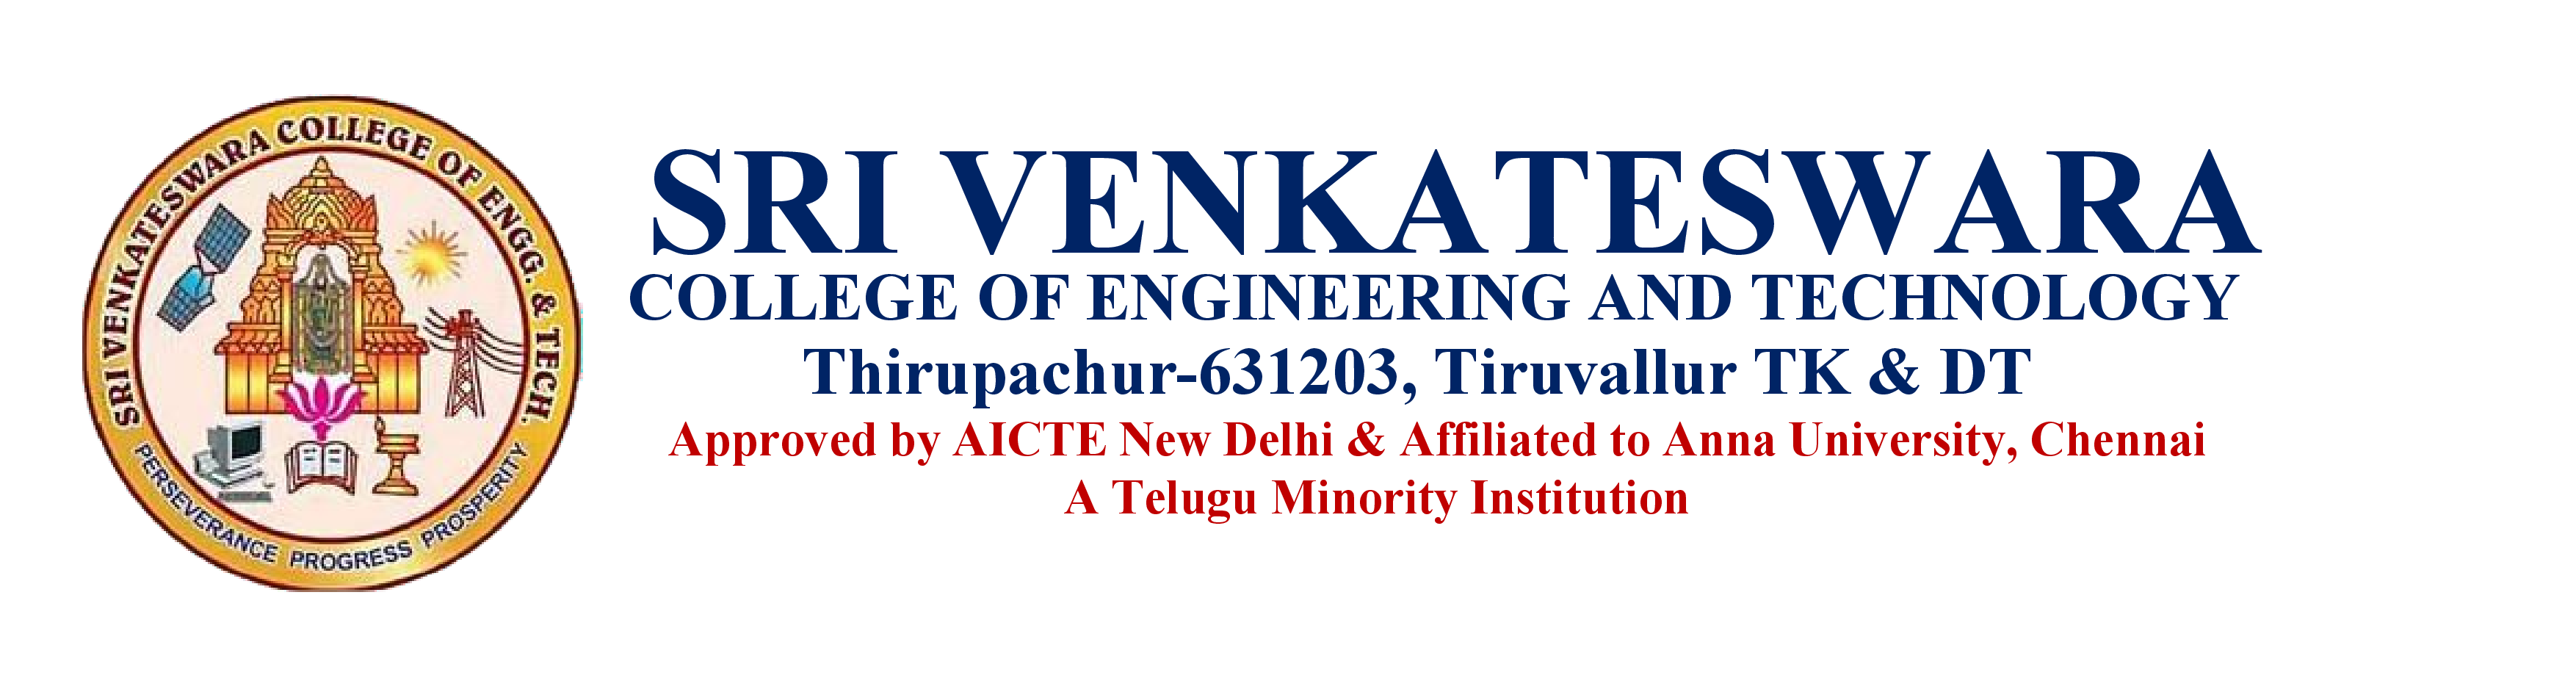 SRI VENKATESWARA COLLEGE OF ENGG. & TECH.
PERSEVERANCE PROGRESS PROSPERITY
SRI VENKATESWARA
COLLEGE OF ENGINEERING AND TECHNOLOGY
Thirupachur-631203, Tiruvallur TK & DT
Approved by AICTE New Delhi & Affiliated to Anna University, Chennai
A Telugu Minority Institution